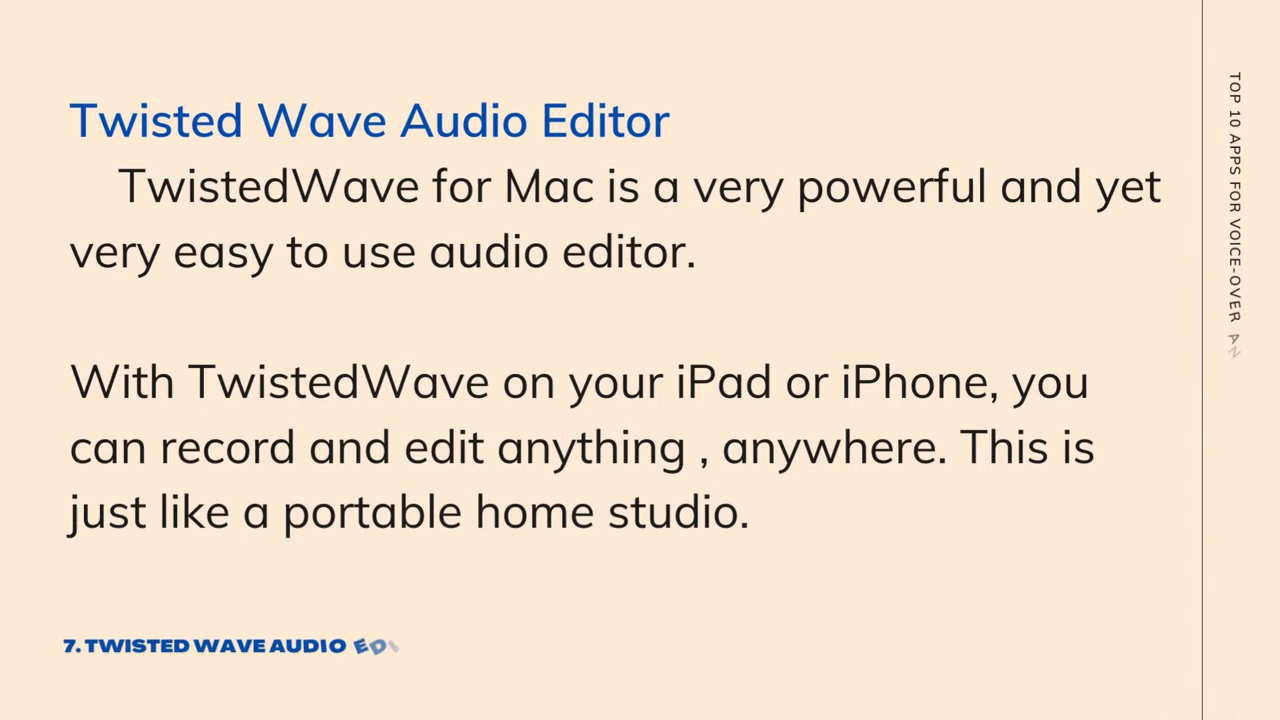 Twisted Wave Audio Editor
TwistedWave for Mac is a very powerful and yet
very easy to use audio editor.
With TwistedWave on your iPad or iPhone, you
can record and edit anything , anywhere. This is
just like a portable home studio.
7. TWISTED WAVE AUDIO EDI
TOP 10 APPS FOR VOICE-OVER AN